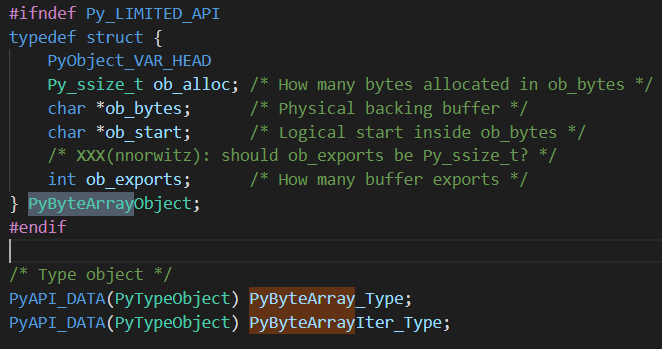 #ifndef Py_LIMITED_API
typedef struct {
    PyObject_VAR_HEAD
    Py_ssize_t ob_alloc; /* How many bytes allocated in ob_bytes */
    char *ob_bytes;      /* Physical backing buffer */
    char *ob_start;      /* Logical start inside ob_bytes */
    /* XXX(nnorwitz): should ob_exports be Py_ssize_t? */
    int ob_exports;      /* How many buffer exports */
} PyByteArrayObject;
#endif

/* Type object */
PyAPI_DATA(PyTypeObject) PyByteArray_Type;
PyAPI_DATA(PyTypeObject) PyByteArrayIter_Type;